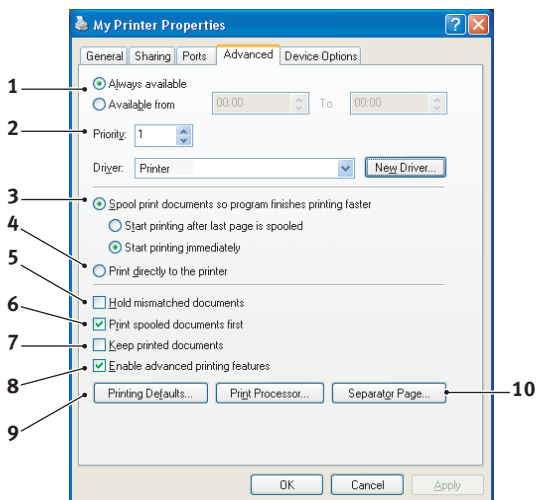 My Printer Properties
General Sharing Ports Advanced Device Options
1
Always available
Available from 00:00 To 00:00
2
Priority: 1
Driver: Printer New Driver...
3
Spool print documents so program finishes printing faster
Start printing after last page is spooled
4
Start printing immediately
Print directly to the printer
5
Hold mismatched documents
6
Print spooled documents first
7
Keep printed documents
8
Enable advanced printing features
9
Printing Defaults... Print Processor... Separator Page... 10
OK Cancel Apply